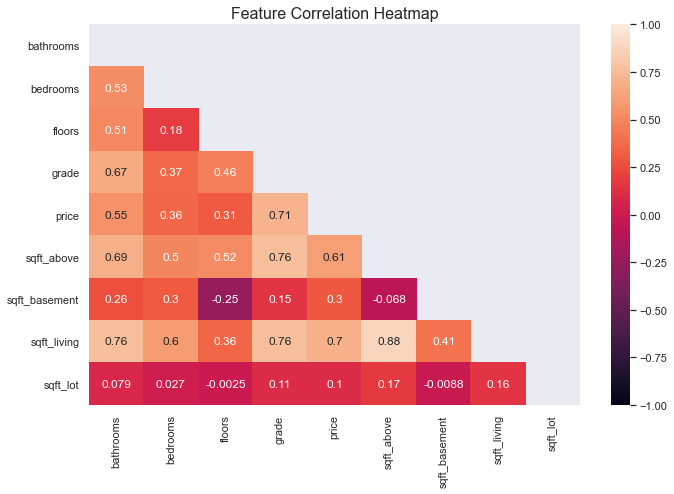 Feature Correlation Heatmap
bathrooms
bedrooms 0.53
floors 0.51 0.18
grade 0.67 0.37 0.46
price 0.55 0.36 0.31 0.71
sqft_above 0.69 0.5 0.52 0.76 0.61
sqft_basement 0.26 0.3 -0.25 0.15 0.3 -0.068
sqft_living 0.76 0.6 0.36 0.76 0.7 0.88 0.41
sqft_lot 0.079 0.027 -0.0025 0.11 0.1 0.17 -0.0088 0.16
bathrooms
bedrooms
floors
grade
price
sqft_above
sqft_basement
sqft_living
sqft_lot
1.00
0.75
0.50
0.25
0.00
−0.25
−0.50
−0.75
−1.00